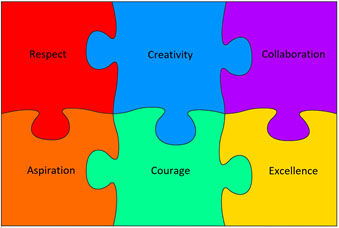 Respect
Creativity
Collaboration
Aspiration
Courage
Excellence